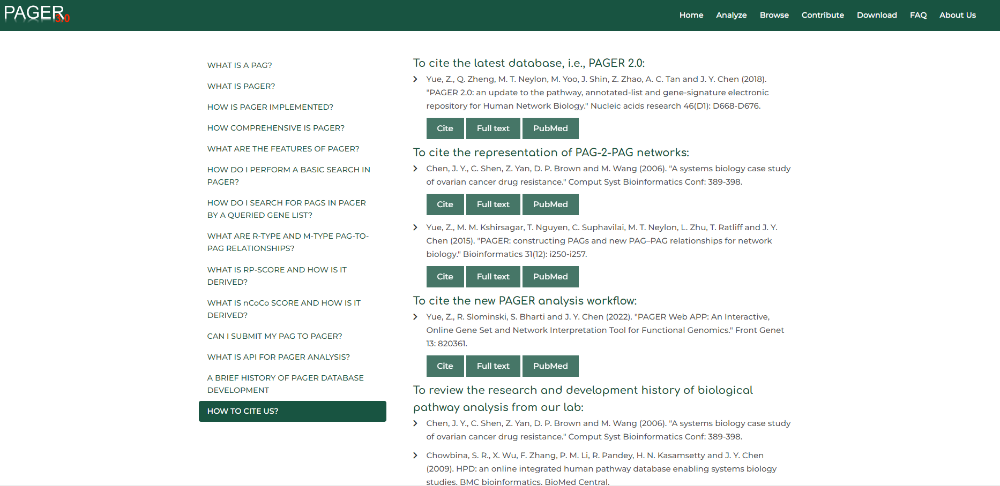 PAGER 3.0
Home Analyze Browse Contribute Download FAQ About Us
WHAT IS A PAG?
WHAT IS PAGER?
HOW IS PAGER IMPLEMENTED?
HOW COMPREHENSIVE IS PAGER?
WHAT ARE THE FEATURES OF PAGER?
HOW DO I PERFORM A BASIC SEARCH IN
PAGER?
HOW DO I SEARCH FOR PAGS IN PAGER
BY A QUERIED GENE LIST?
WHAT ARE R-TYPE AND M-TYPE PAG-TO-
PAG RELATIONSHIPS?
WHAT IS RP-SCORE AND HOW IS IT
DERIVED?
WHAT IS nCoCo SCORE AND HOW IS IT
DERIVED?
CAN I SUBMIT MY PAG TO PAGER?
WHAT IS API FOR PAGER ANALYSIS?
A BRIEF HISTORY OF PAGER DATABASE
DEVELOPMENT
HOW TO CITE US?
To cite the latest database, i.e., PAGER 2.0:
Yue, Z., Q. Zheng, M. T. Neylon, M. Yoo, J. Shin, Z. Zhao, A. C. Tan and J. Y. Chen (2018).
"PAGER 2.0: an update to the pathway, annotated-list and gene-signature electronic
repository for Human Network Biology." Nucleic acids research 46(D1): D668-D676.
Cite Full text PubMed
To cite the representation of PAG-2-PAG networks:
Chen, J. Y., C. Shen, Z. Yan, D. P. Brown and M. Wang (2006). "A systems biology case study
of ovarian cancer drug resistance." Comput Syst Bioinformatics Conf: 389-398.
Cite Full text PubMed
Yue, Z., M. M. Kshirsagar, T. Nguyen, C. Suphavilai, M. T. Neylon, L. Zhu, T. Ratliff and J. Y.
Chen (2015). "PAGER: constructing PAGs and new PAG–PAG relationships for network
biology." Bioinformatics 31(12): i250-i257.
Cite Full text PubMed
To cite the new PAGER analysis workflow:
Yue, Z., R. Slominski, S. Bharti and J. Y. Chen (2022). "PAGER Web APP: An Interactive,
Online Gene Set and Network Interpretation Tool for Functional Genomics." Front Genet
13: 820361.
Cite Full text PubMed
To review the research and development history of biological
pathway analysis from our lab:
Chen, J. Y., C. Shen, Z. Yan, D. P. Brown and M. Wang (2006). "A systems biology case study
of ovarian cancer drug resistance." Comput Syst Bioinformatics Conf: 389-398.
Chowbina, S. R., X. Wu, F. Zhang, P. M. Li, R. Pandey, H. N. Kasamsetty and J. Y. Chen
(2009). HPD: an online integrated human pathway database enabling systems biology
studies. BMC bioinformatics, BioMed Central.